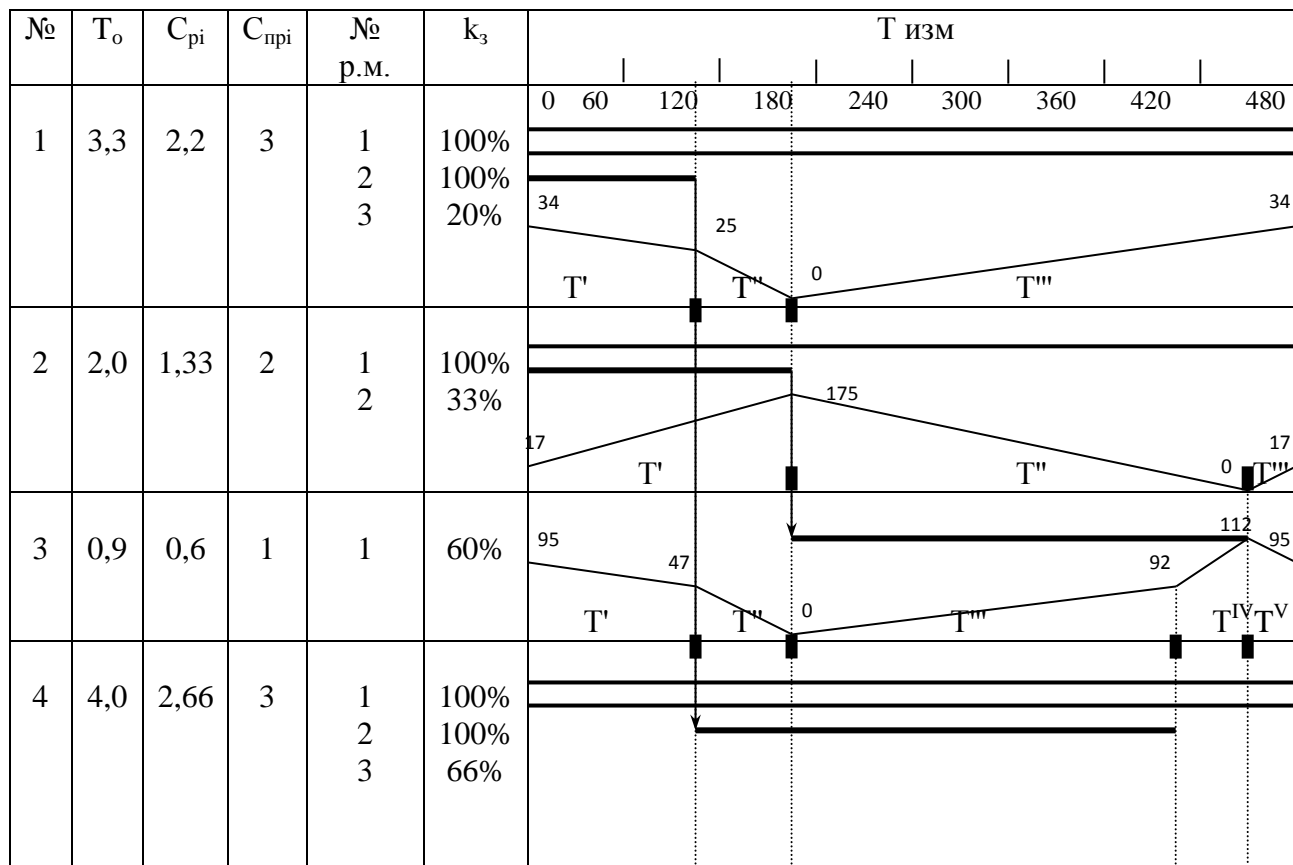 № Tₒ Cрi Cпрi № kз Т изм
р.м.
0 60 120 180 240 300 360 420 480
1 3,3 2,2 3 1 100%
2 100%
3 20%
34 25 0 34
T' T'' T'''
2 2,0 1,33 2 1 100%
2 33%
17 175 0 17
T' T'' T'''
3 0,9 0,6 1 1 60%
95 47 0 92 112 95
T' T'' T''' Tᴵⱽ Tⱽ
4 4,0 2,66 3 1 100%
2 100%
3 66%